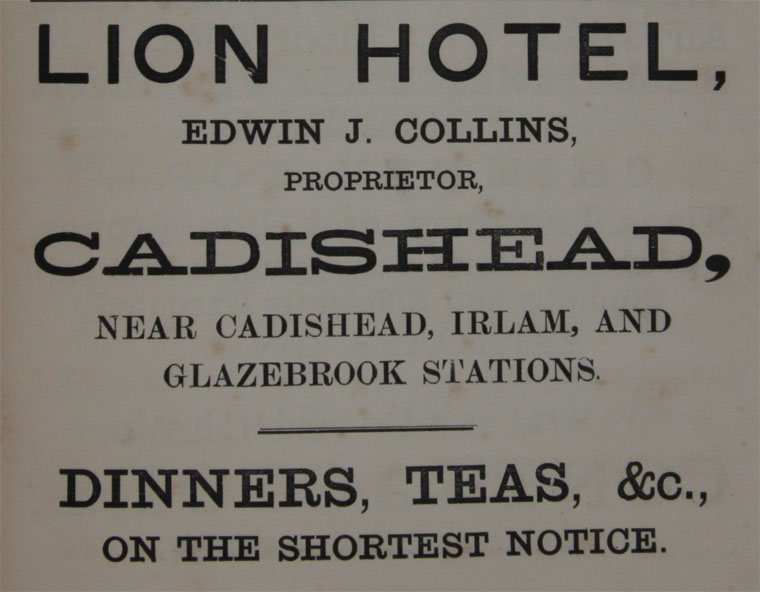 LION HOTEL,
EDWIN J. COLLINS,
PROPRIETOR,
CADISHEAD,
NEAR CADISHEAD, IRLAM, AND
GLAZEBROOK STATIONS.
DINNERS, TEAS, &c.,
ON THE SHORTEST NOTICE.